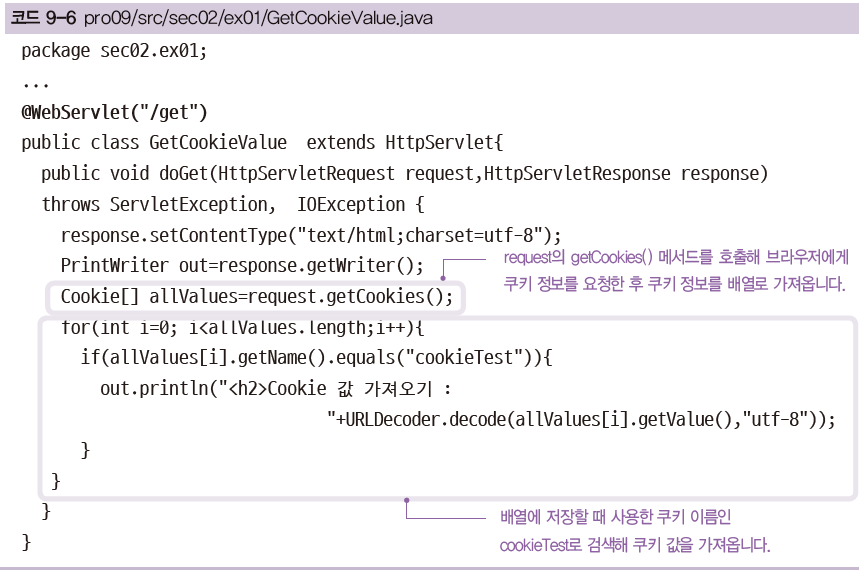 코드 9-6 pro09/src/sec02/ex01/GetCookieValue.java
package sec02.ex01;
...
@WebServlet("/get")
public class GetCookieValue  extends HttpServlet{
  public void doGet(HttpServletRequest request,HttpServletResponse response)
  throws ServletException,  IOException {
    response.setContentType("text/html;charset=utf-8");
    PrintWriter out=response.getWriter();
request의 getCookies() 메서드를 호출해 브라우저에게
쿠키 정보를 요청한 후 쿠키 정보를 배열로 가져옵니다.
    Cookie[] allValues=request.getCookies();
    for(int i=0; i<allValues.length;i++){
      if(allValues[i].getName().equals("cookieTest")){
        out.println("<h2>Cookie 값 가져오기 :
                               "+URLDecoder.decode(allValues[i].getValue(),"utf-8"));
      }
   }
  }
배열에 저장할 때 사용한 쿠키 이름인
cookieTest로 검색해 쿠키 값을 가져옵니다.
}